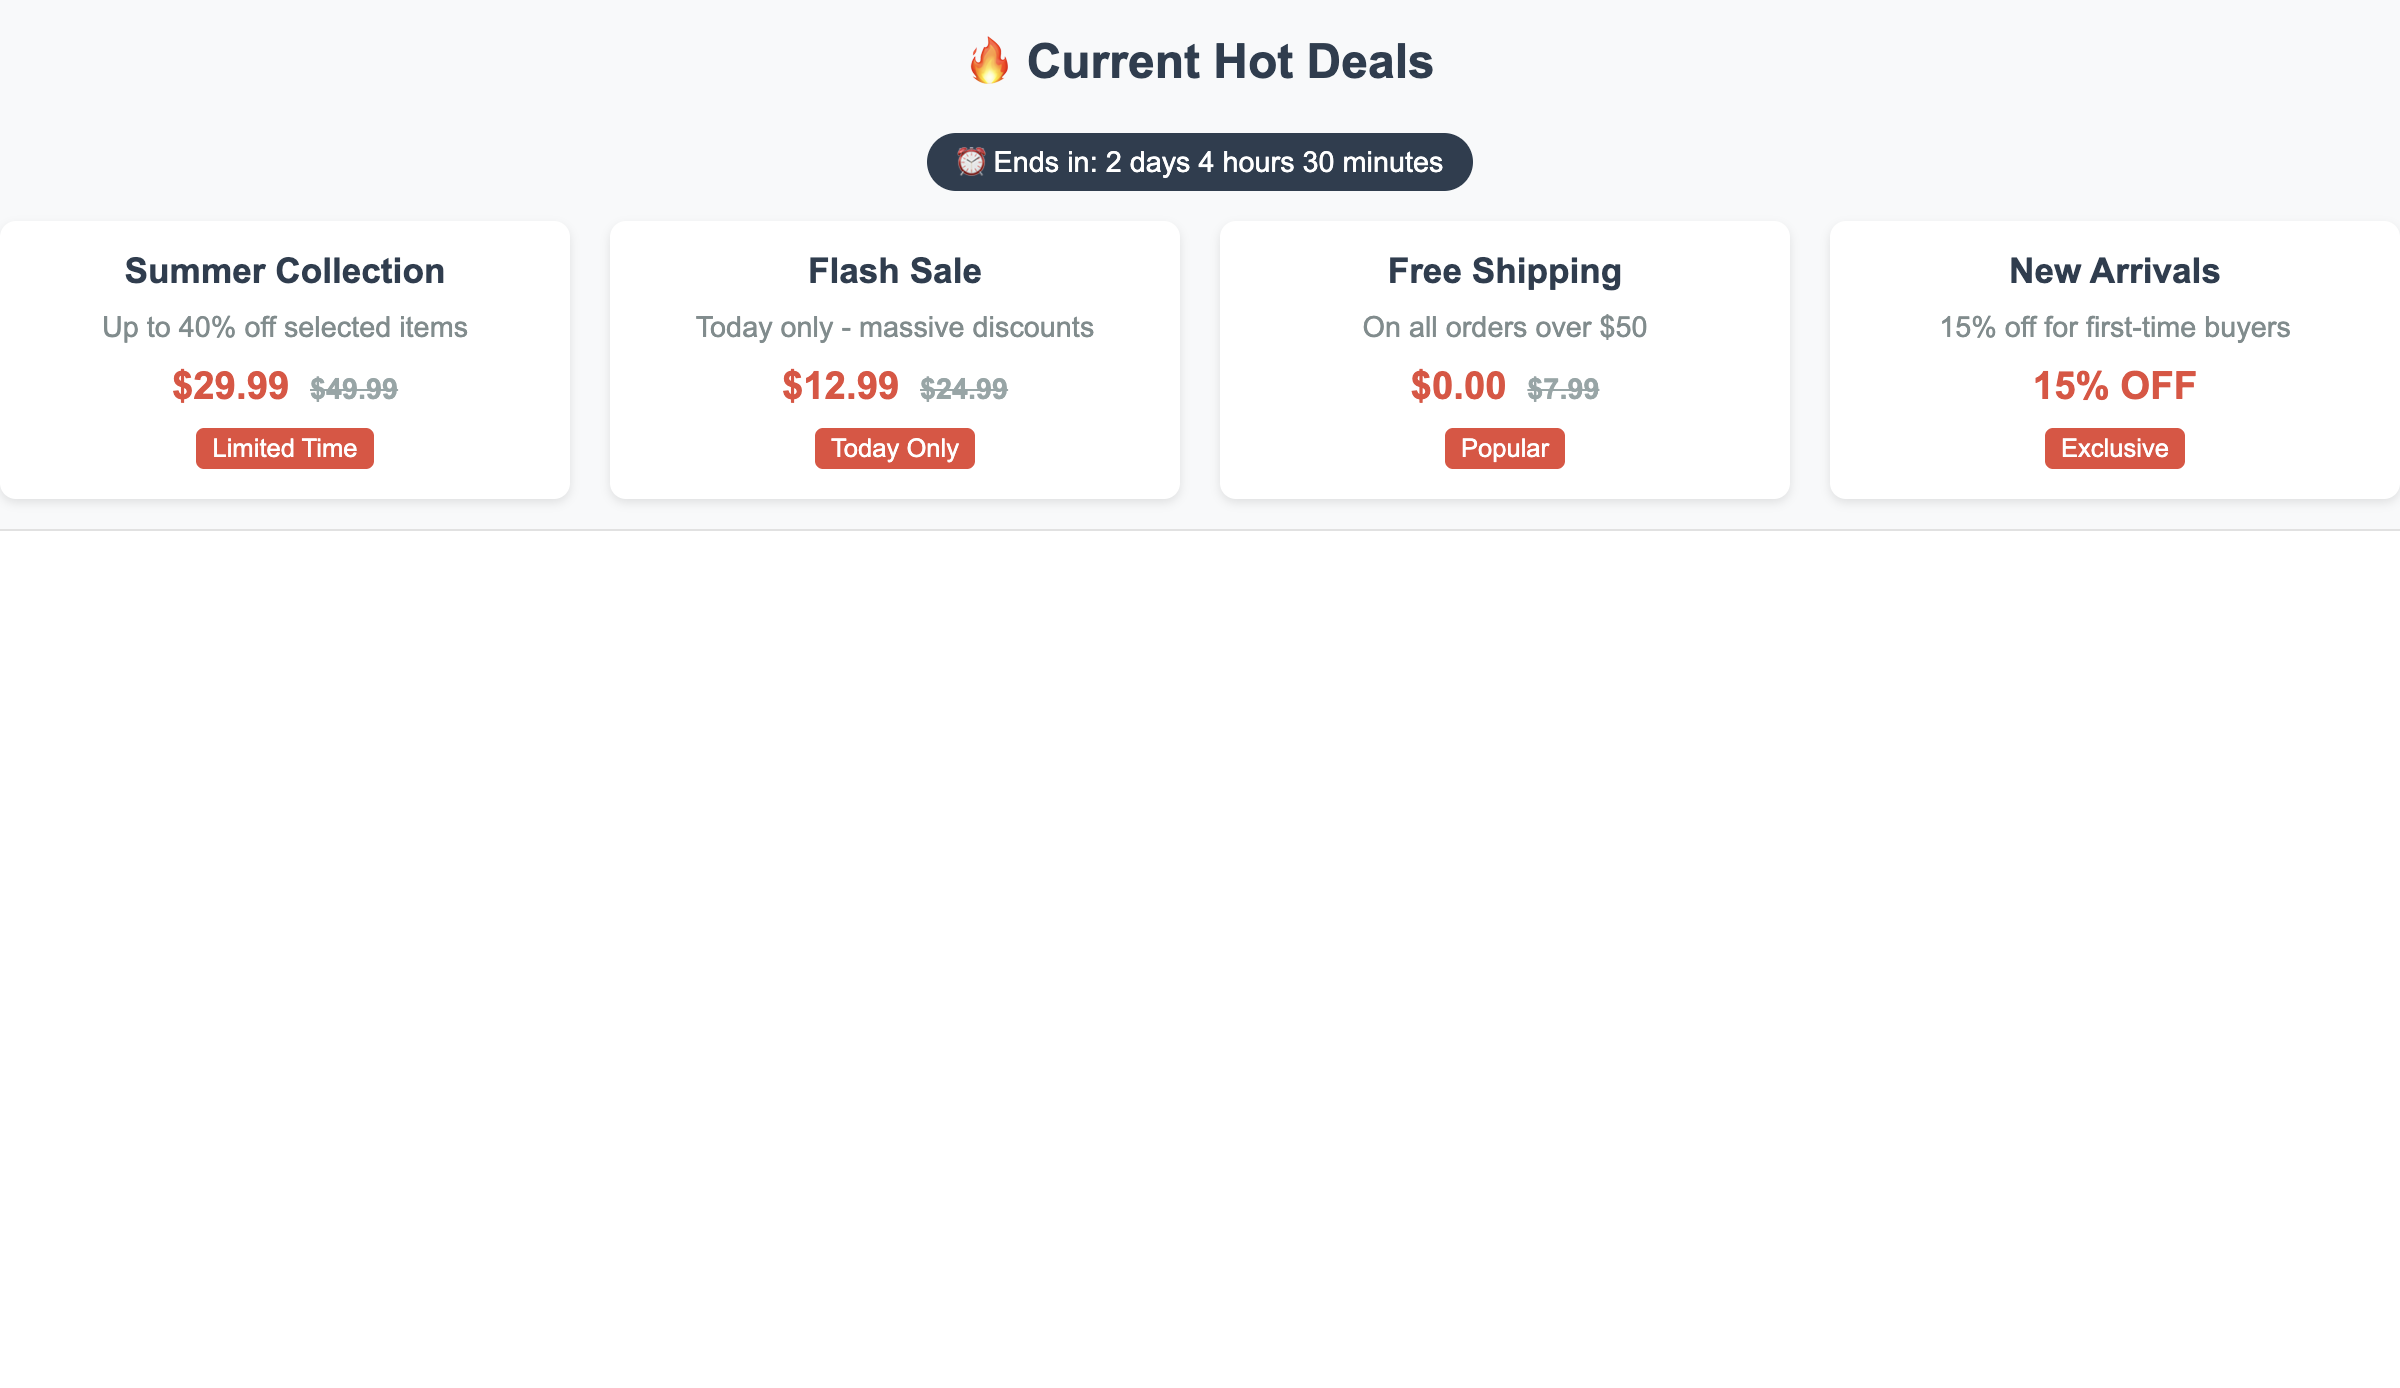 🔥 Current Hot Deals
⏰ Ends in: 2 days 4 hours 30 minutes
Summer Collection
Up to 40% off selected items
$29.99 $49.99
Limited Time
Flash Sale
Today only - massive discounts
$12.99 $24.99
Today Only
Free Shipping
On all orders over $50
$0.00 $7.99
Popular
New Arrivals
15% off for first-time buyers
15% OFF
Exclusive